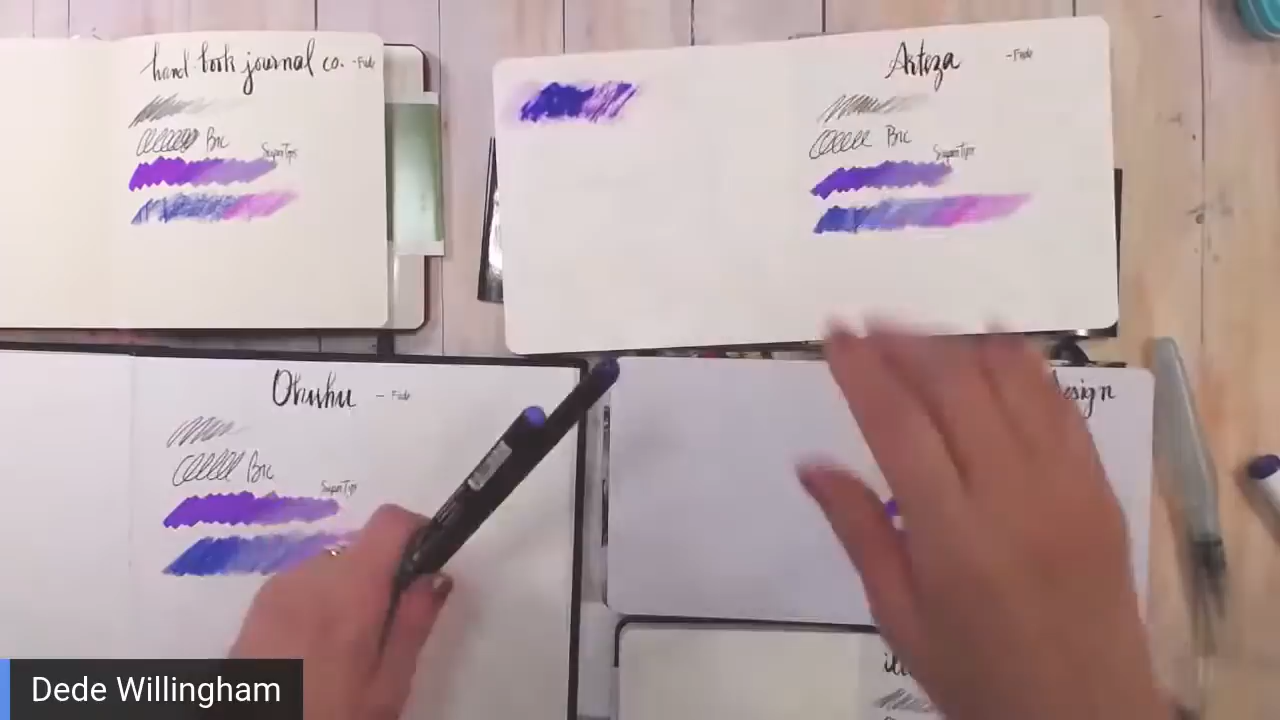 hand book journal co. - Fude
Bic
SuperTips
Arteza - Fude
Bic
SuperTips
Ohuhu - Fude
Bic
SuperTips
esign
Dede Willingham